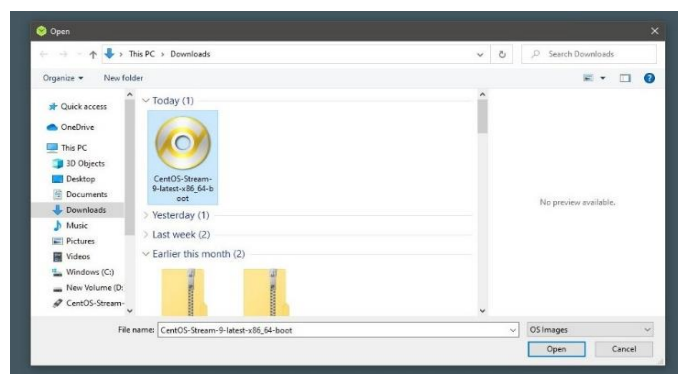 Open
This PC > Downloads
Search Downloads
Organize
New folder
Quick access
OneDrive
This PC
3D Objects
Desktop
Documents
Downloads
Music
Pictures
Videos
Windows (C:)
New Volume (D:
CentOS-Stream-
Today (1)
CentOS-Stream-
9-latest-x86_64-b
oot
Yesterday (1)
Last week (2)
Earlier this month (2)
No preview available.
File name: CentOS-Stream-9-latest-x86_64-boot
OS Images
Open
Cancel